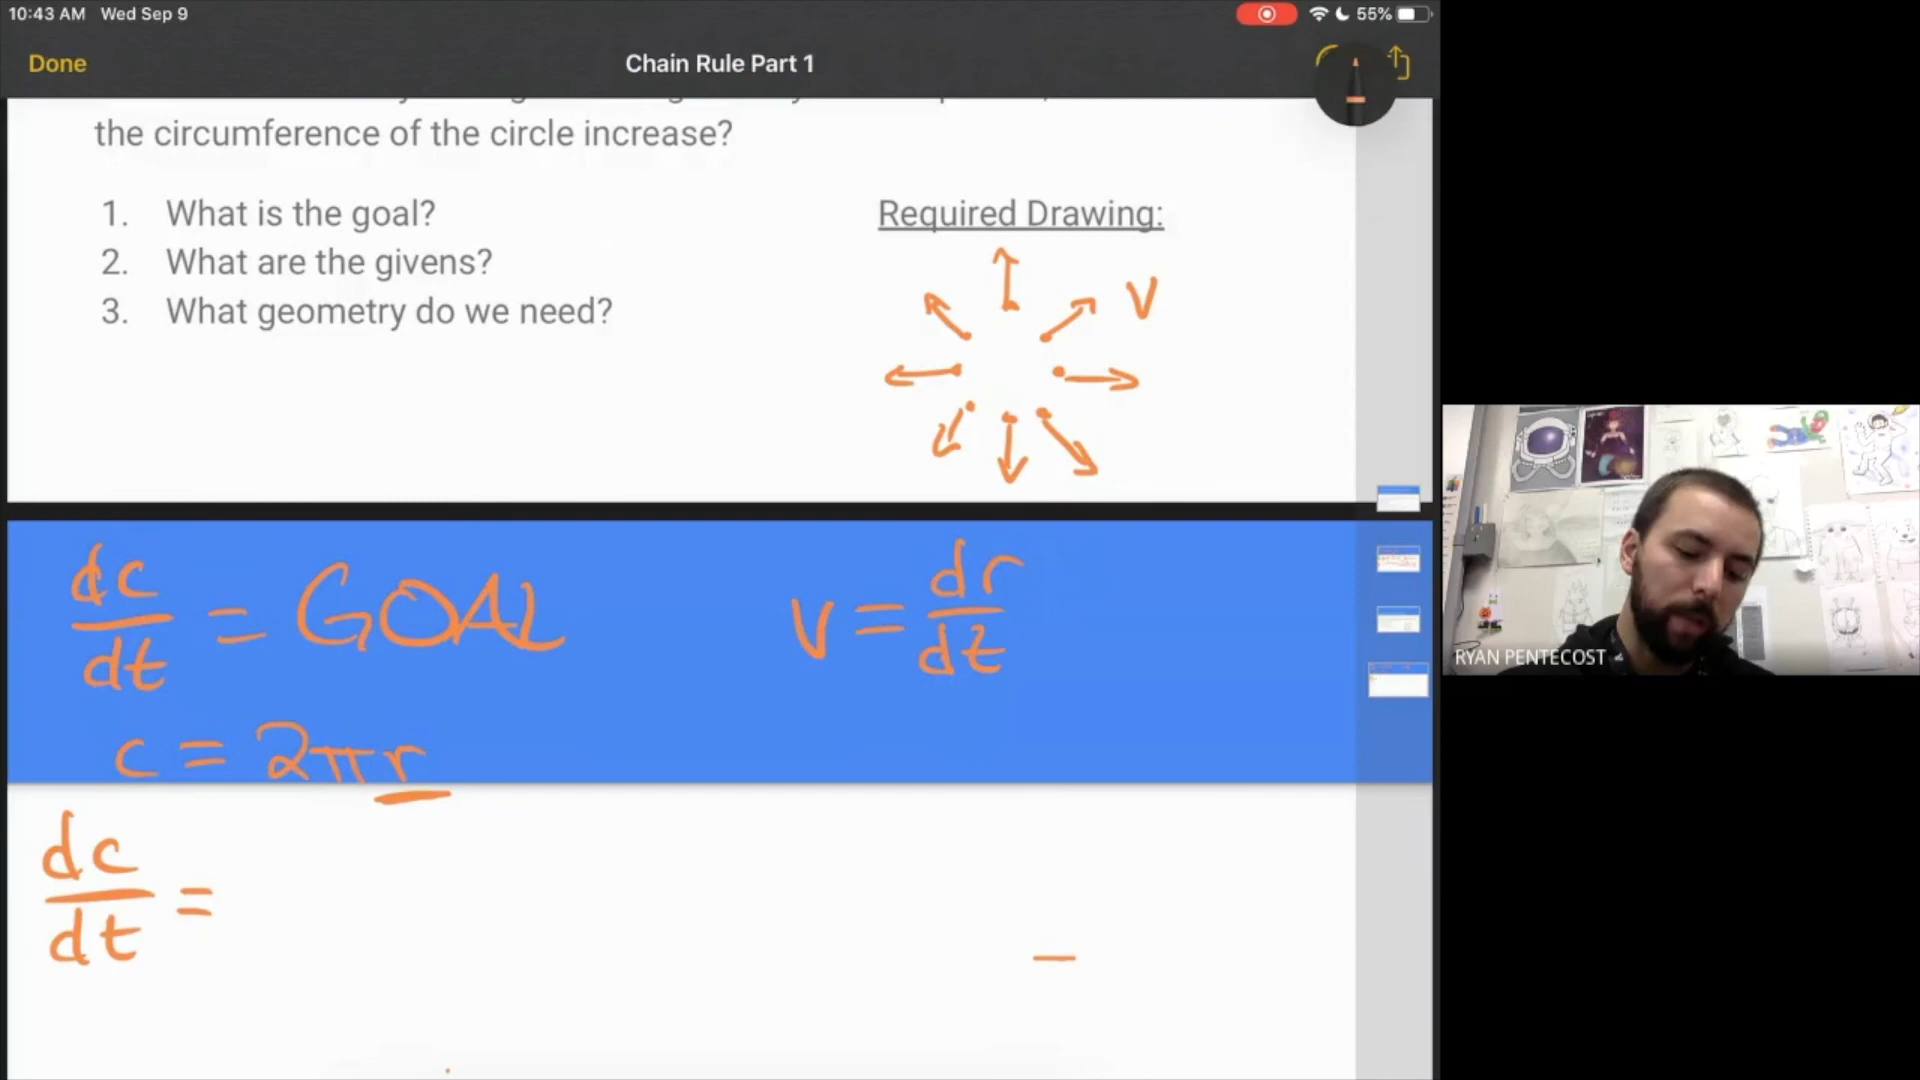 10:43 AM Wed Sep 9
55%
Done
Chain Rule Part 1
the circumference of the circle increase?
1. What is the goal?
2. What are the givens?
3. What geometry do we need?
Required Drawing:
V
dc/dt = GOAL
v = dr/dt
c = 2πr
dc/dt =
RYAN PENTECOST